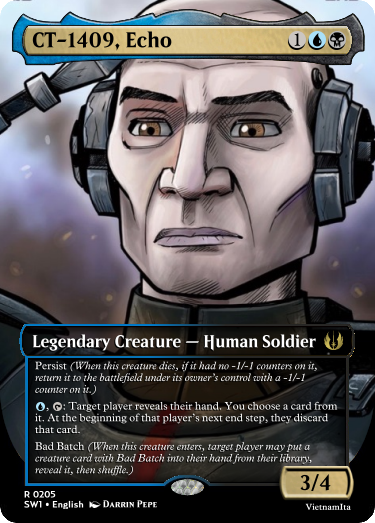 CT-1409, Echo 1
Legendary Creature — Human Soldier
Persist (When this creature dies, if it had no -1/-1 counters on it,
return it to the battlefield under its owner's control with a -1/-1
counter on it.)
, : Target player reveals their hand. You choose a card from
it. At the beginning of that player's next end step, they discard
that card.
Bad Batch (When this creature enters, target player may put a
creature card with Bad Batch into their hand from their library,
reveal it, then shuffle.)
3/4
R 0205
SW1 • English DARRIN PEPE
VietnamIta